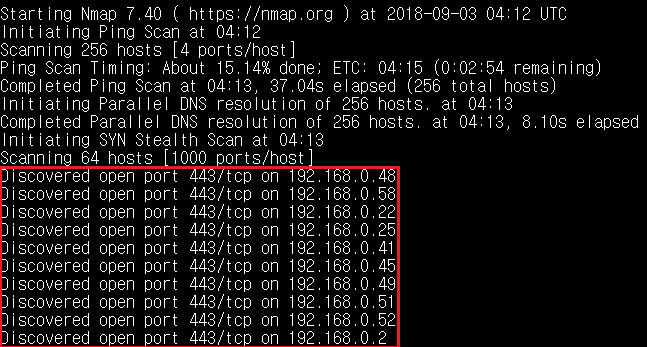 Starting Nmap 7.40 ( https://nmap.org ) at 2018-09-03 04:12 UTC
Initiating Ping Scan at 04:12
Scanning 256 hosts [4 ports/host]
Ping Scan Timing: About 15.14% done; ETC: 04:15 (0:02:54 remaining)
Completed Ping Scan at 04:13, 37.04s elapsed (256 total hosts)
Initiating Parallel DNS resolution of 256 hosts. at 04:13
Completed Parallel DNS resolution of 256 hosts. at 04:13, 8.10s elapsed
Initiating SYN Stealth Scan at 04:13
Scanning 64 hosts [1000 ports/host]
Discovered open port 443/tcp on 192.168.0.48
Discovered open port 443/tcp on 192.168.0.58
Discovered open port 443/tcp on 192.168.0.22
Discovered open port 443/tcp on 192.168.0.25
Discovered open port 443/tcp on 192.168.0.41
Discovered open port 443/tcp on 192.168.0.45
Discovered open port 443/tcp on 192.168.0.49
Discovered open port 443/tcp on 192.168.0.51
Discovered open port 443/tcp on 192.168.0.52
Discovered open port 443/tcp on 192.168.0.2